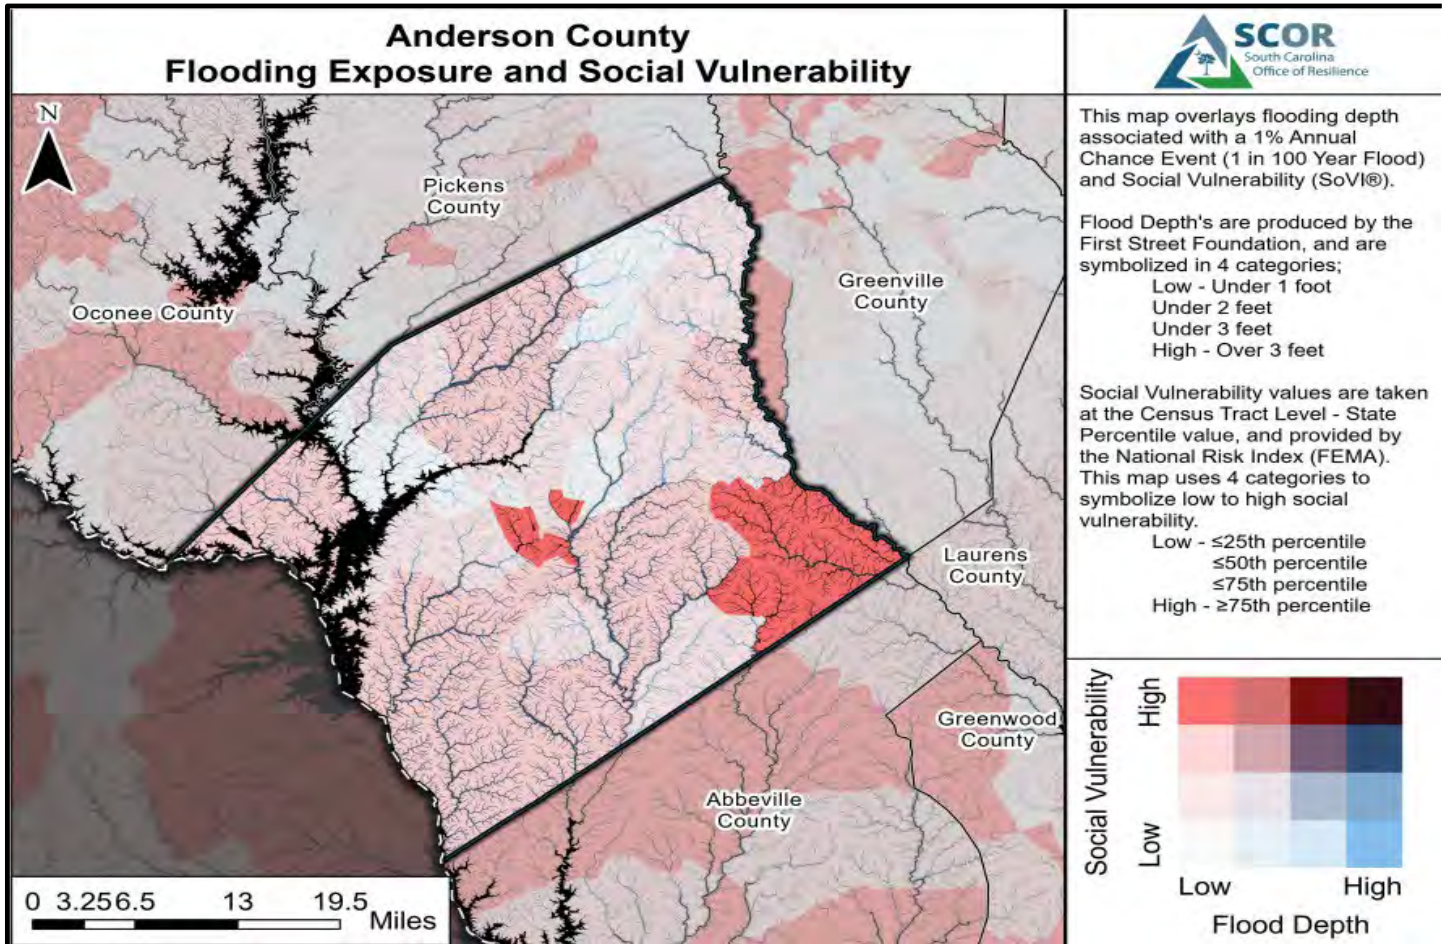 Anderson County
Flooding Exposure and Social Vulnerability
SCOR
South Carolina
Office of Resilience
This map overlays flooding depth
associated with a 1% Annual
Chance Event (1 in 100 Year Flood)
and Social Vulnerability (SoVI®).
Flood Depth's are produced by the
First Street Foundation, and are
symbolized in 4 categories;
Low - Under 1 foot
Under 2 feet
Under 3 feet
High - Over 3 feet
Social Vulnerability values are taken
at the Census Tract Level - State
Percentile value, and provided by
the National Risk Index (FEMA).
This map uses 4 categories to
symbolize low to high social
vulnerability.
Low - ≤25th percentile
≤50th percentile
≤75th percentile
High - ≥75th percentile
N
Pickens
County
Oconee County
Greenville
County
Laurens
County
Greenwood
County
Abbeville
County
0 3.25 6.5 13 19.5 Miles
Social Vulnerability
High
Low
Low High
Flood Depth